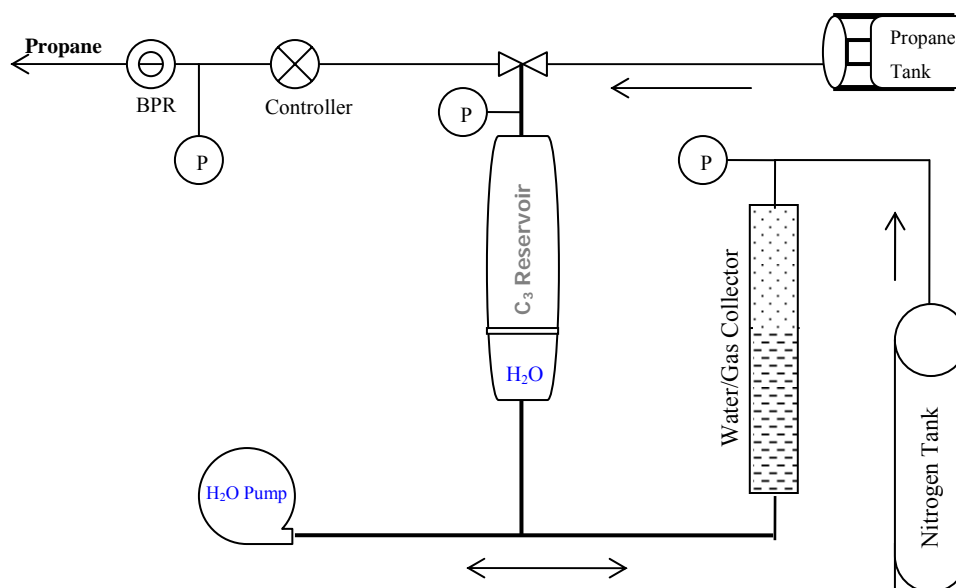 Propane
BPR
Controller
P
P
P
Propane
Tank
C₃ Reservoir
H₂O
Water/Gas Collector
H₂O Pump
Nitrogen Tank